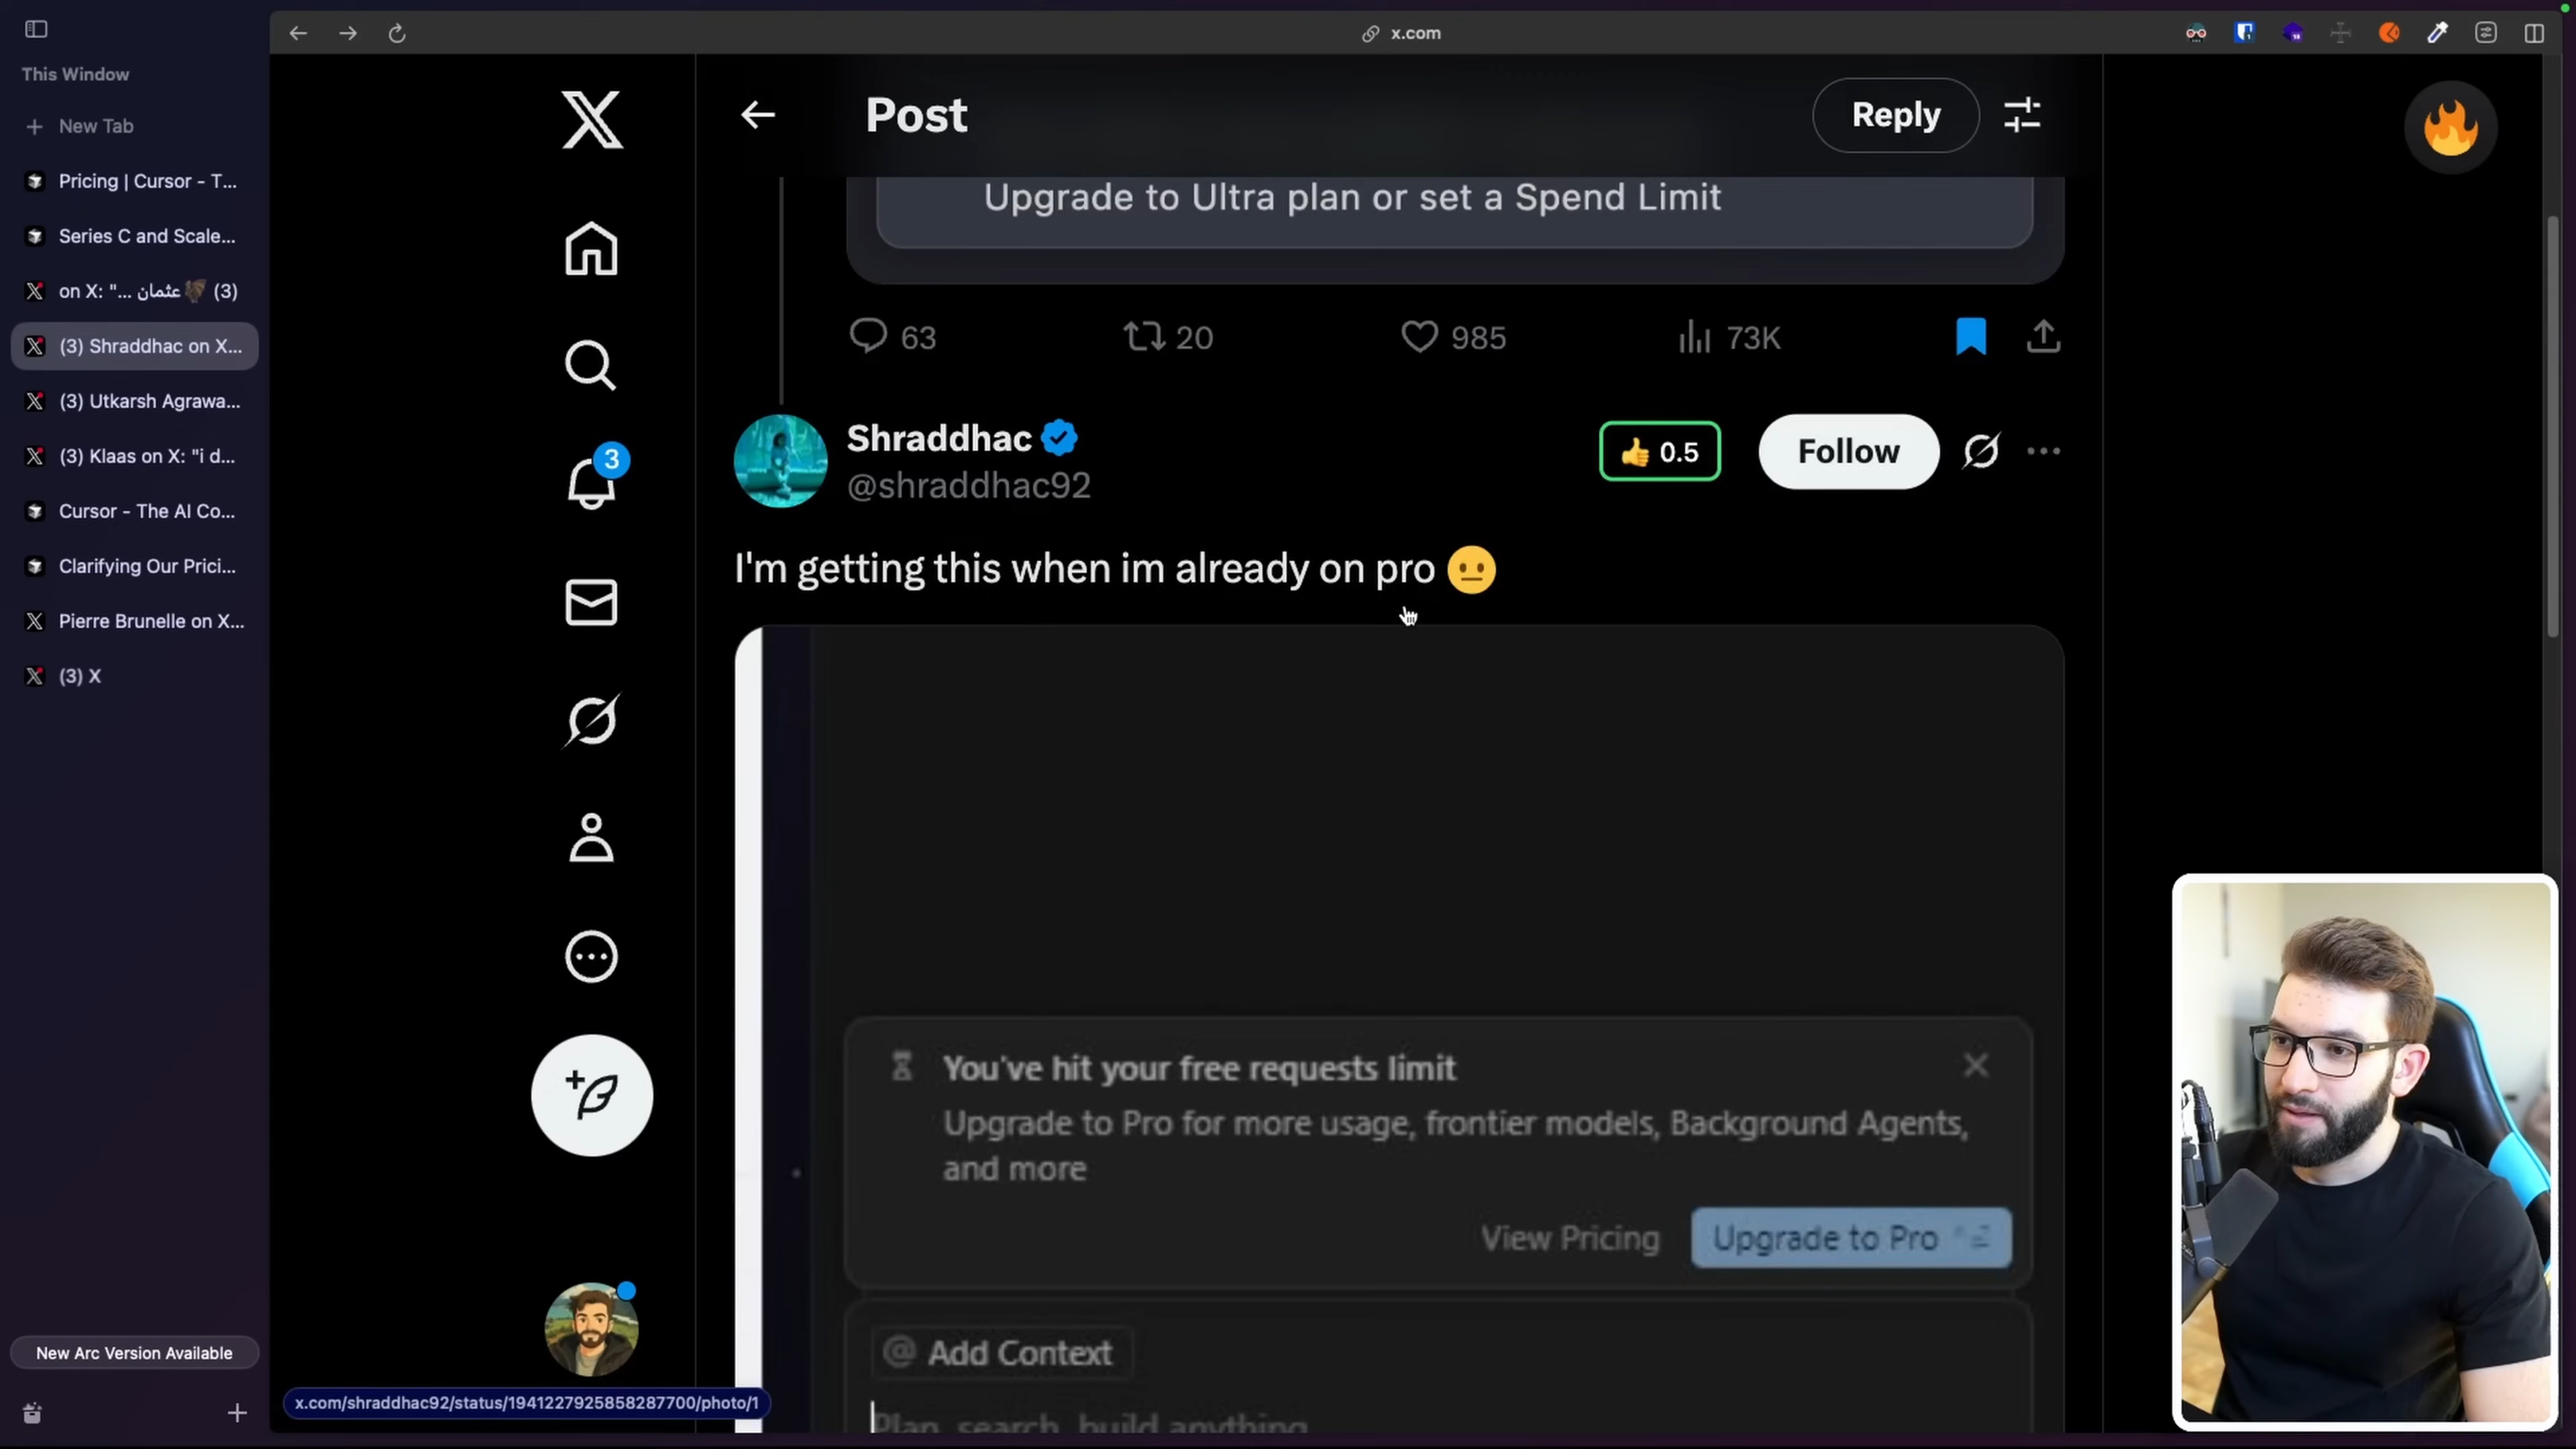 This Window
x.com
New Tab
Pricing | Cursor - T...
Series C and Scale...
on X: "... عثمان (3)
(3) Shraddhac on X...
(3) Utkarsh Agrawa...
(3) Klaas on X: "i d...
Cursor - The AI Co...
Clarifying Our Prici...
Pierre Brunelle on X...
(3) X
New Arc Version Available
Post
Reply
Upgrade to Ultra plan or set a Spend Limit
63 20 985 73K
3
Shraddhac
@shraddhac92
👍 0.5
Follow
I'm getting this when im already on pro 😐
You've hit your free requests limit
Upgrade to Pro for more usage, frontier models, Background Agents,
and more
View Pricing Upgrade to Pro
@ Add Context
Plan, search, build anything
x.com/shraddhac92/status/1941227925858287700/photo/1